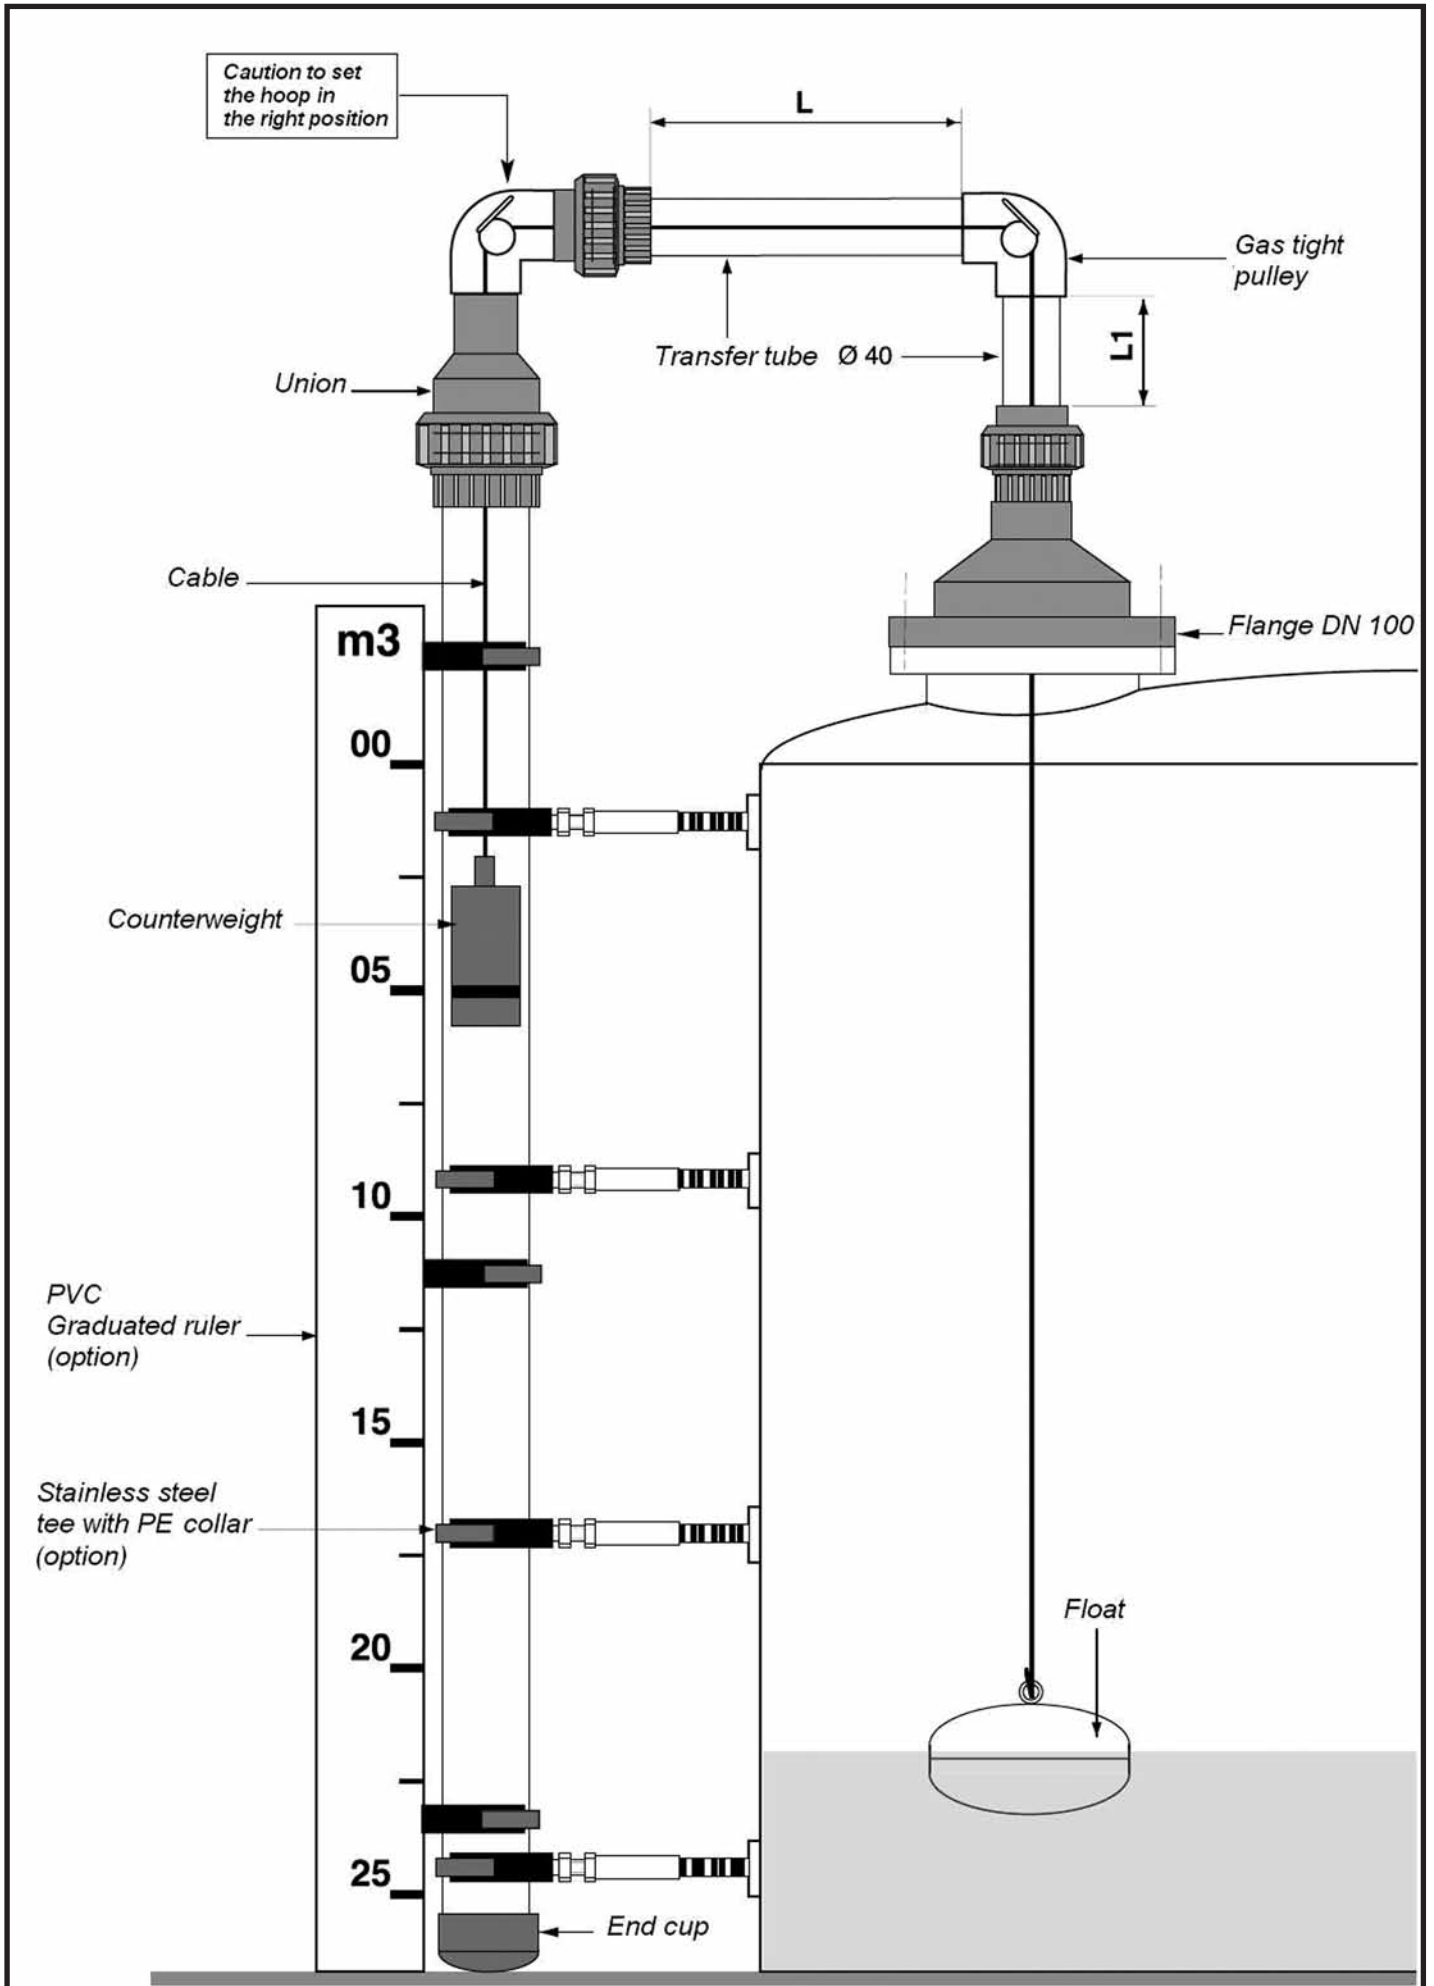 Caution to set
the hoop in
the right position
L
Gas tight
pulley
Transfer tube Ø 40
L1
Union
Cable
Flange DN 100
m3
00
Counterweight
05
10
PVC
Graduated ruler
(option)
15
Stainless steel
tee with PE collar
(option)
Float
20
25
End cup